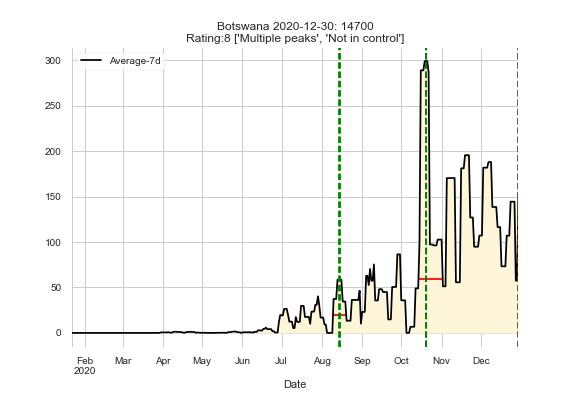 Botswana 2020-12-30: 14700
Rating:8 ['Multiple peaks', 'Not in control']
Average-7d
300
250
200
150
100
50
0
Feb Mar Apr May Jun Jul Aug Sep Oct Nov Dec
2020
Date